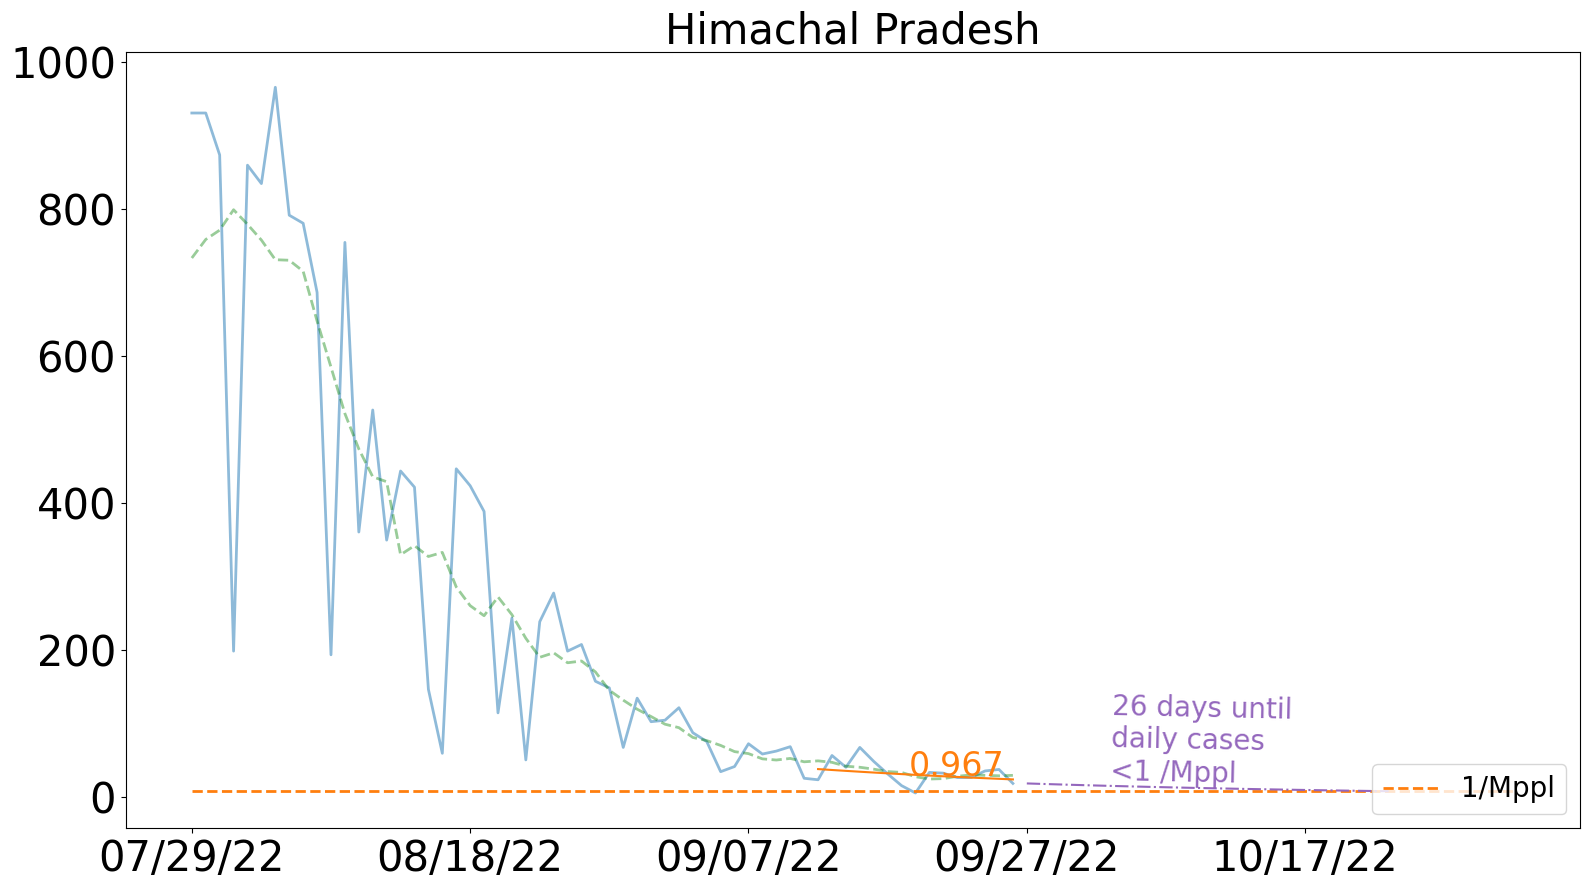 Himachal Pradesh
1000
800
600
400
200
0
0.967
26 days until
daily cases
<1 /Mppl
1/Mppl
07/29/22
08/18/22
09/07/22
09/27/22
10/17/22